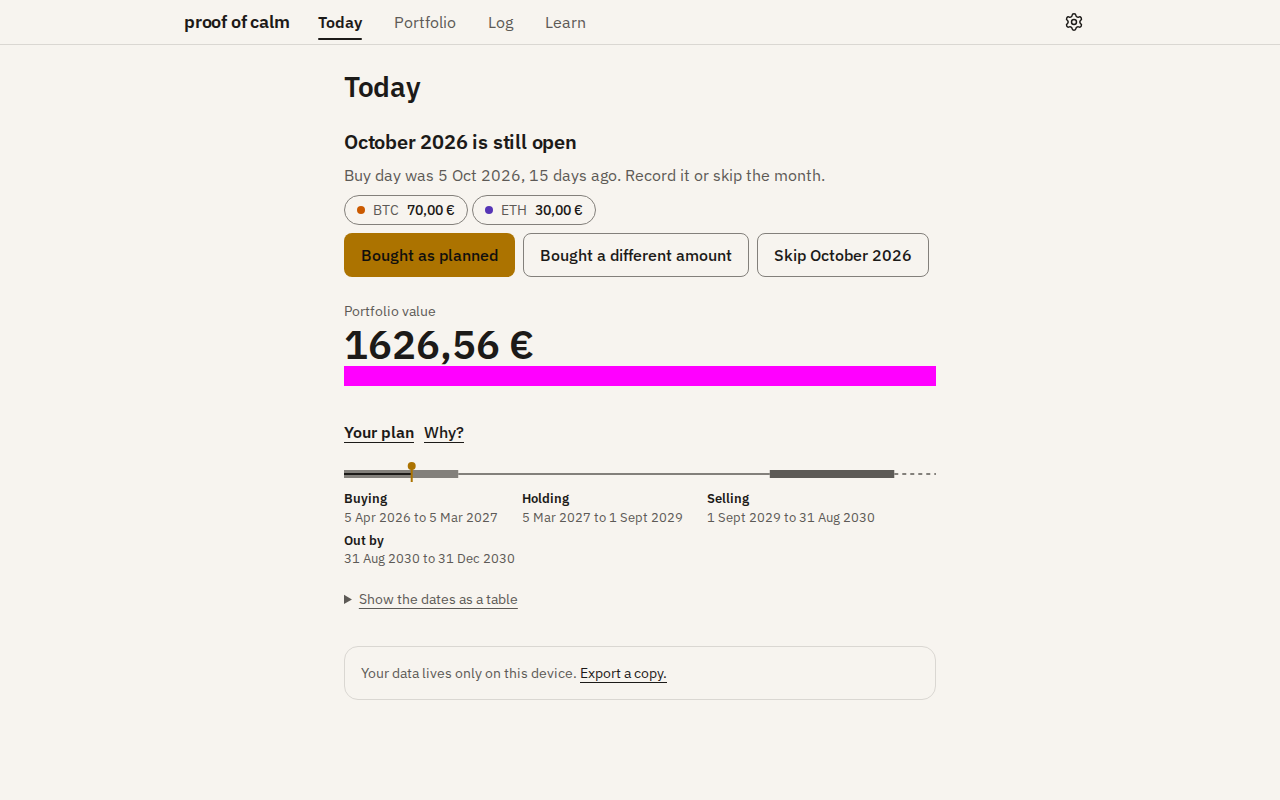 proof of calm Today Portfolio Log Learn
Today
October 2026 is still open
Buy day was 5 Oct 2026, 15 days ago. Record it or skip the month.
BTC 70,00 € ETH 30,00 €
Bought as planned Bought a different amount Skip October 2026
Portfolio value
1626,56 €
Your plan Why?
Buying Holding Selling
5 Apr 2026 to 5 Mar 2027 5 Mar 2027 to 1 Sept 2029 1 Sept 2029 to 31 Aug 2030
Out by
31 Aug 2030 to 31 Dec 2030
Show the dates as a table
Your data lives only on this device. Export a copy.